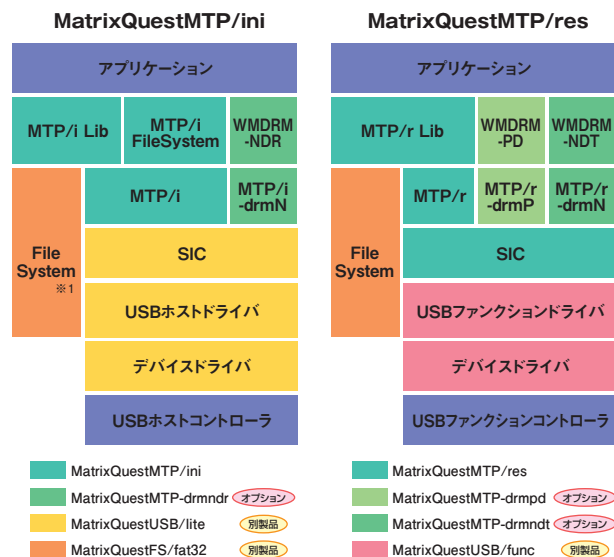 MatrixQuestMTP/ini
アプリケーション
MTP/i Lib
MTP/i
FileSystem
WMDRM
-NDR
File
System
※1
MTP/i
MTP/i
-drmN
SIC
USBホストドライバ
デバイスドライバ
USBホストコントローラ
MatrixQuestMTP/ini
MatrixQuestMTP-drmndr オプション
MatrixQuestUSB/lite 別製品
MatrixQuestFS/fat32 別製品
MatrixQuestMTP/res
アプリケーション
MTP/r Lib
WMDRM
-PD
WMDRM
-NDT
File
System
MTP/r
MTP/r
-drmP
MTP/r
-drmN
SIC
USBファンクションドライバ
デバイスドライバ
USBファンクションコントローラ
MatrixQuestMTP/res
MatrixQuestMTP-drmpd オプション
MatrixQuestMTP-drmndt オプション
MatrixQuestUSB/func 別製品